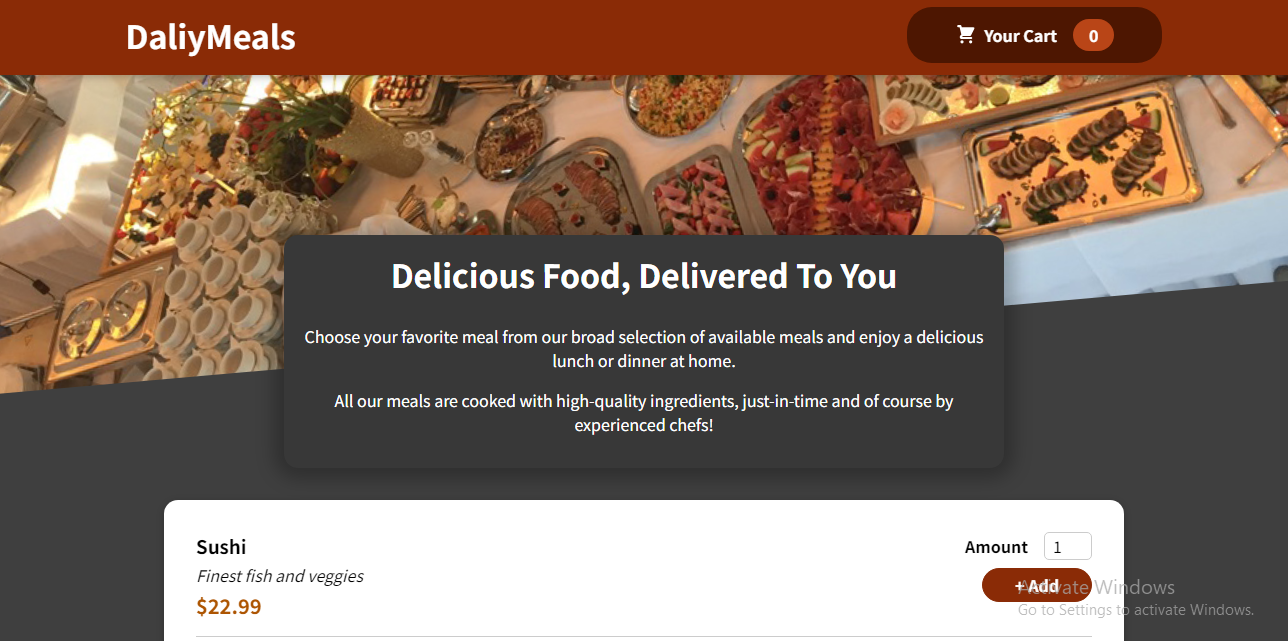 DaliyMeals
Your Cart 0
Delicious Food, Delivered To You
Choose your favorite meal from our broad selection of available meals and enjoy a delicious
lunch or dinner at home.
All our meals are cooked with high-quality ingredients, just-in-time and of course by
experienced chefs!
Sushi
Amount 1
Finest fish and veggies
+ Add
$22.99
Activate Windows
Go to Settings to activate Windows.